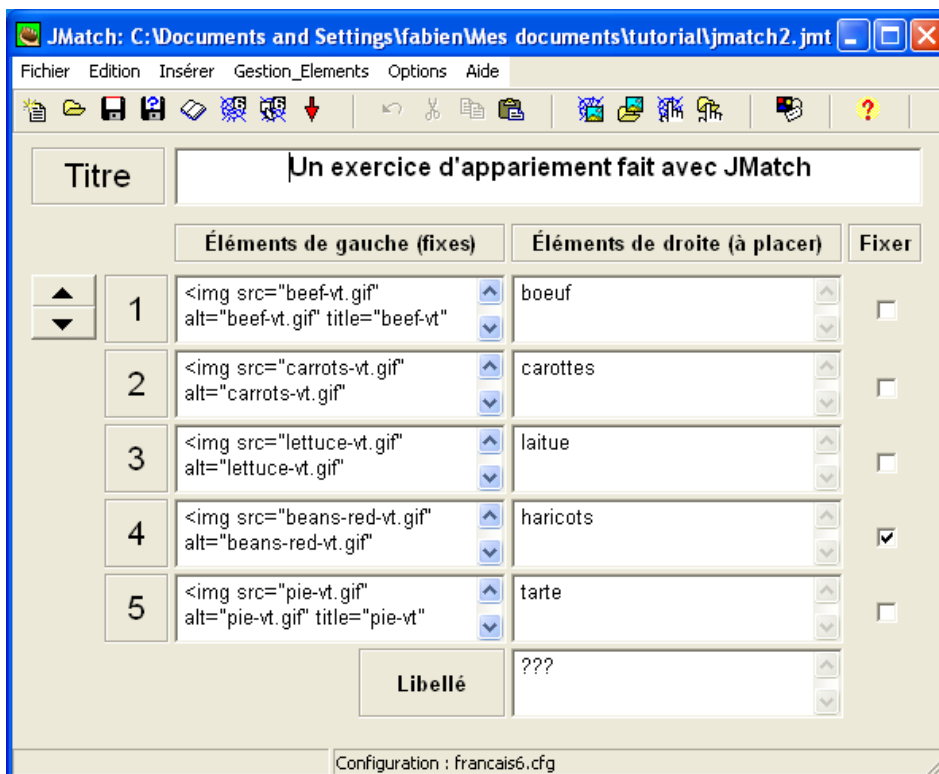 JMatch: C:\Documents and Settings\fabien\Mes documents\tutorial\jmatch2.jmt
Fichier Edition Insérer Gestion_Elements Options Aide
Titre
Un exercice d'appariement fait avec JMatch
Éléments de gauche (fixes) Éléments de droite (à placer) Fixer
1
<img src="beef-vt.gif"
alt="beef-vt.gif" title="beef-vt"
boeuf
2
<img src="carrots-vt.gif"
alt="carrots-vt.gif"
carottes
3
<img src="lettuce-vt.gif"
alt="lettuce-vt.gif"
laitue
4
<img src="beans-red-vt.gif"
alt="beans-red-vt.gif"
haricots
5
<img src="pie-vt.gif"
alt="pie-vt.gif" title="pie-vt"
tarte
Libellé
???
Configuration : francais6.cfg